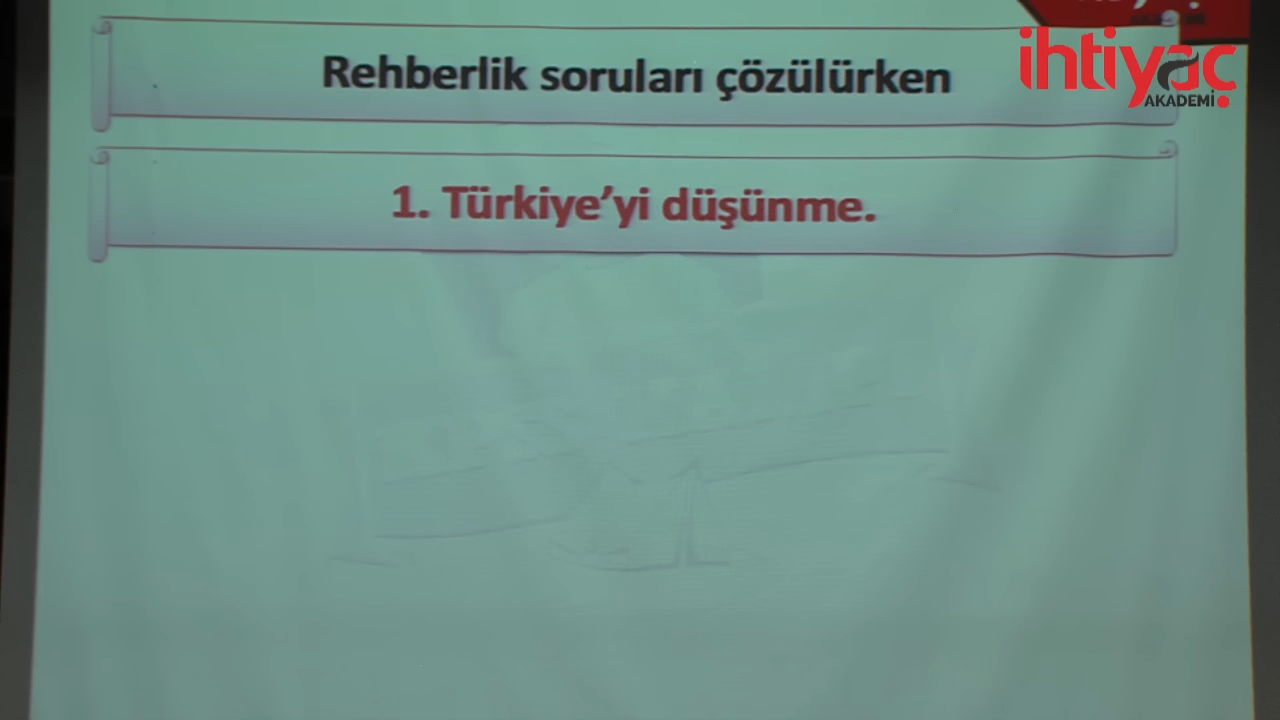 Rehberlik soruları çözülürken
ihtiyaç
AKADEMİ
1. Türkiye’yi düşünme.